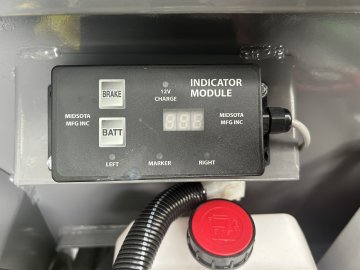 BRAKE
12V
CHARGE
INDICATOR
MODULE
MIDSOTA
MFG INC
BATT
MIDSOTA
MFG INC
LEFT
MARKER
RIGHT